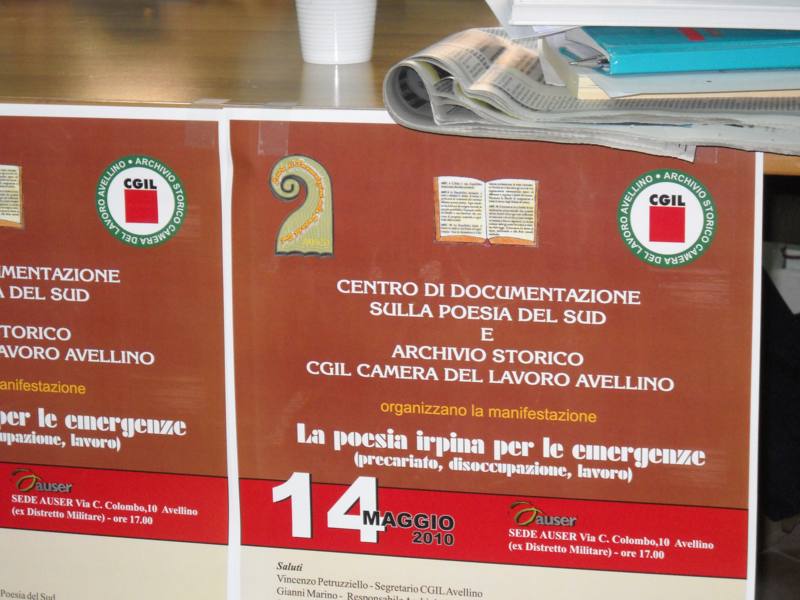 MENTAZIONE
A DEL SUD
STORICO
LAVORO AVELLINO
manifestazione
per le emergenze
cupazione, lavoro)
auser
SEDE AUSER Via C. Colombo,10 Avellino
(ex Distretto Militare) - ore 17.00
Poesia del Sud
ARCHIVIO STORICO CAMERA DEL LAVORO AVELLINO
CGIL
ARCHIVIO STORICO CAMERA DEL LAVORO AVELLINO
CGIL
CENTRO DI DOCUMENTAZIONE
SULLA POESIA DEL SUD
E
ARCHIVIO STORICO
CGIL CAMERA DEL LAVORO AVELLINO
organizzano la manifestazione
La poesia irpina per le emergenze
(precariato, disoccupazione, lavoro)
14 MAGGIO
2010
auser
SEDE AUSER Via C. Colombo,10 Avellino
(ex Distretto Militare) - ore 17.00
Saluti
Vincenzo Petruzziello - Segretario CGIL Avellino
Gianni Marino - Responsabile